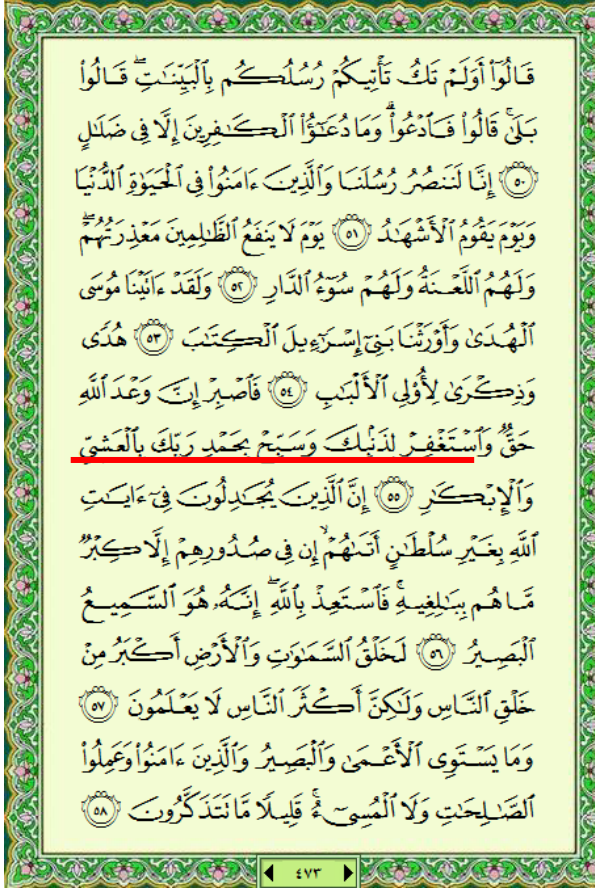 قَالُوٓا۟ أَوَلَمْ تَكُ تَأْتِيكُمْ رُسُلُكُم بِٱلْبَيِّنَـٰتِ ۖ قَالُوا۟
بَلَىٰ ۚ قَالُوا۟ فَٱدْعُوا۟ ۗ وَمَا دُعَـٰٓؤُا۟ ٱلْكَـٰفِرِينَ إِلَّا فِى ضَلَـٰلٍ
﴿٥٠﴾ إِنَّا لَنَنصُرُ رُسُلَنَا وَٱلَّذِينَ ءَامَنُوا۟ فِى ٱلْحَيَوٰةِ ٱلدُّنْيَا
وَيَوْمَ يَقُومُ ٱلْأَشْهَـٰدُ ﴿٥١﴾ يَوْمَ لَا يَنفَعُ ٱلظَّـٰلِمِينَ مَعْذِرَتُهُمْ ۖ
وَلَهُمُ ٱللَّعْنَةُ وَلَهُمْ سُوٓءُ ٱلدَّارِ ﴿٥٢﴾ وَلَقَدْ ءَاتَيْنَا مُوسَى
ٱلْهُدَىٰ وَأَوْرَثْنَا بَنِىٓ إِسْرَٰٓءِيلَ ٱلْكِتَـٰبَ ﴿٥٣﴾ هُدًى
وَذِكْرَىٰ لِأُو۟لِى ٱلْأَلْبَـٰبِ ﴿٥٤﴾ فَٱصْبِرْ إِنَّ وَعْدَ ٱللَّهِ
حَقٌّ وَٱسْتَغْفِرْ لِذَنۢبِكَ وَسَبِّحْ بِحَمْدِ رَبِّكَ بِٱلْعَشِىِّ
وَٱلْإِبْكَـٰرِ ﴿٥٥﴾ إِنَّ ٱلَّذِينَ يُجَـٰدِلُونَ فِىٓ ءَايَـٰتِ
ٱللَّهِ بِغَيْرِ سُلْطَـٰنٍ أَتَىٰهُمْ ۙ إِن فِى صُدُورِهِمْ إِلَّا كِبْرٌ
مَّا هُم بِبَـٰلِغِيهِ ۚ فَٱسْتَعِذْ بِٱللَّهِ ۖ إِنَّهُۥ هُوَ ٱلسَّمِيعُ
ٱلْبَصِيرُ ﴿٥٦﴾ لَخَلْقُ ٱلسَّمَـٰوَٰتِ وَٱلْأَرْضِ أَكْبَرُ مِنْ
خَلْقِ ٱلنَّاسِ وَلَـٰكِنَّ أَكْثَرَ ٱلنَّاسِ لَا يَعْلَمُونَ ﴿٥٧﴾
وَمَا يَسْتَوِى ٱلْأَعْمَىٰ وَٱلْبَصِيرُ وَٱلَّذِينَ ءَامَنُوا۟ وَعَمِلُوا۟
ٱلصَّـٰلِحَـٰتِ وَلَا ٱلْمُسِىٓءُ ۚ قَلِيلًا مَّا تَتَذَكَّرُونَ ﴿٥٨﴾
٤٧٣